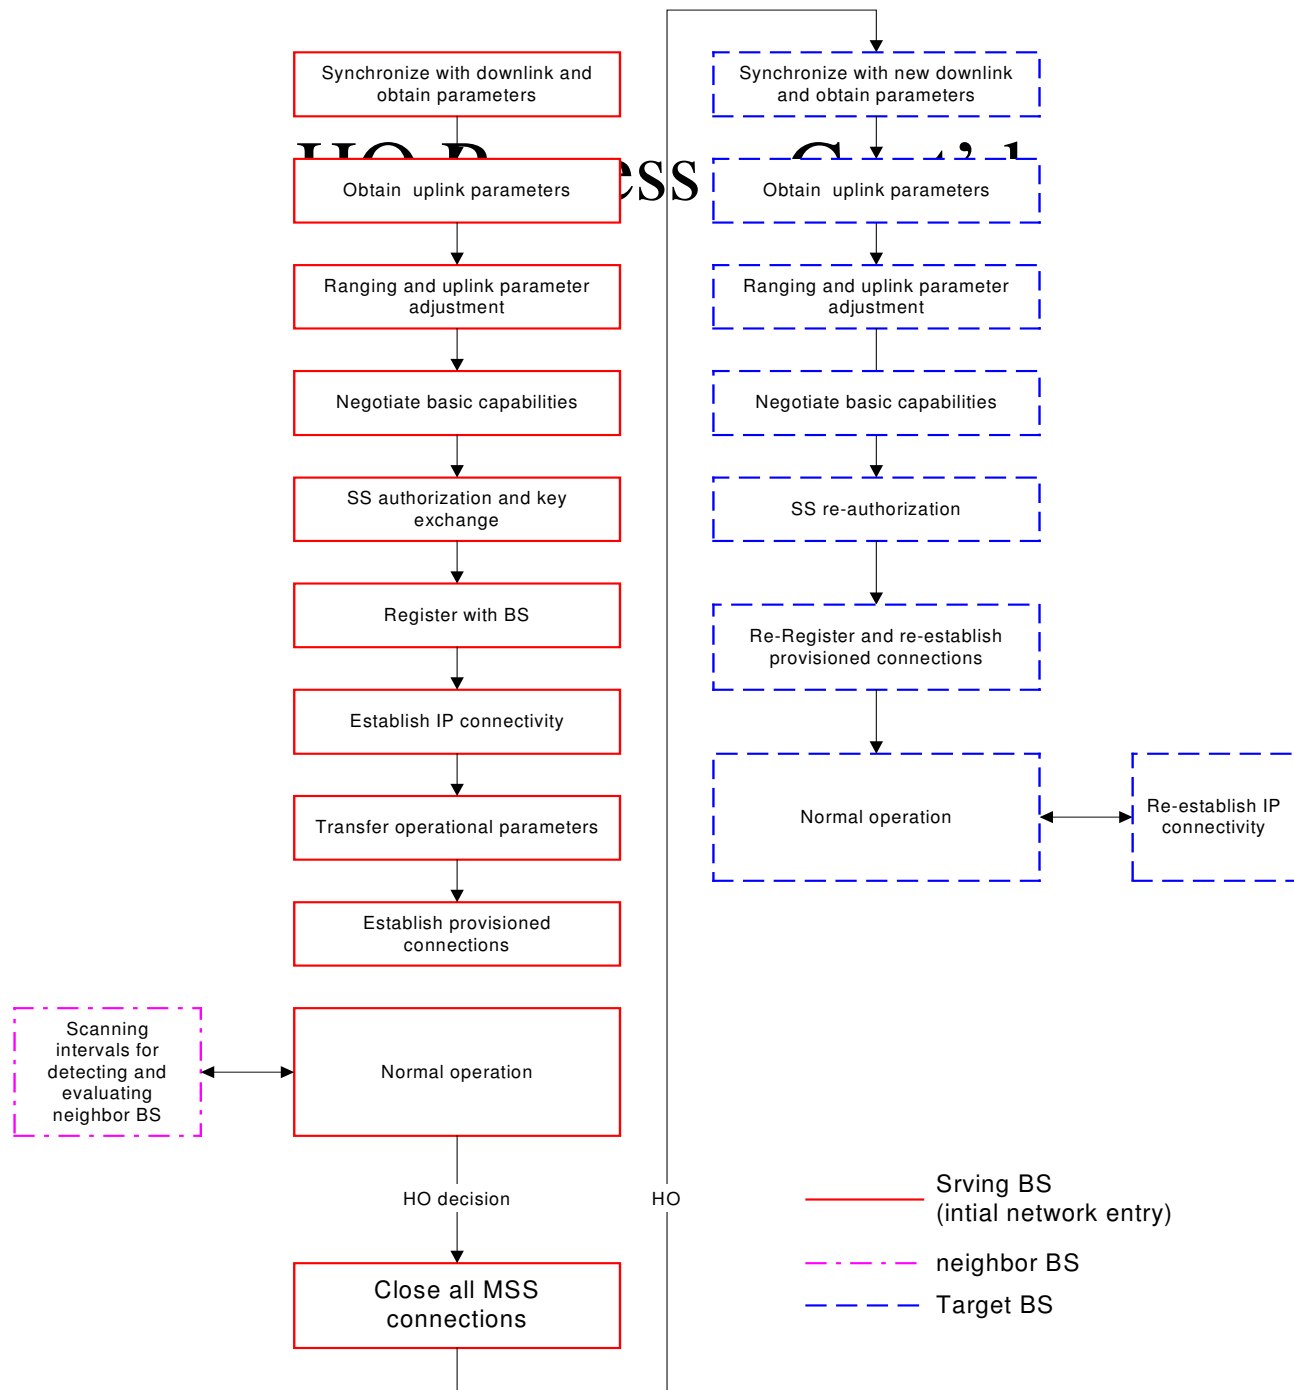 Synchronize with downlink and
obtain parameters
Obtain uplink parameters
Ranging and uplink parameter
adjustment
Negotiate basic capabilities
SS authorization and key
exchange
Register with BS
Establish IP connectivity
Transfer operational parameters
Establish provisioned
connections
Scanning
intervals for
detecting and
evaluating
neighbor BS
Normal operation
HO decision
Close all MSS
connections
HO
Synchronize with new downlink
and obtain parameters
Obtain uplink parameters
Ranging and uplink parameter
adjustment
Negotiate basic capabilities
SS re-authorization
Re-Register and re-establish
provisioned connections
Normal operation
Re-establish IP
connectivity
Srving BS
(intial network entry)
neighbor BS
Target BS